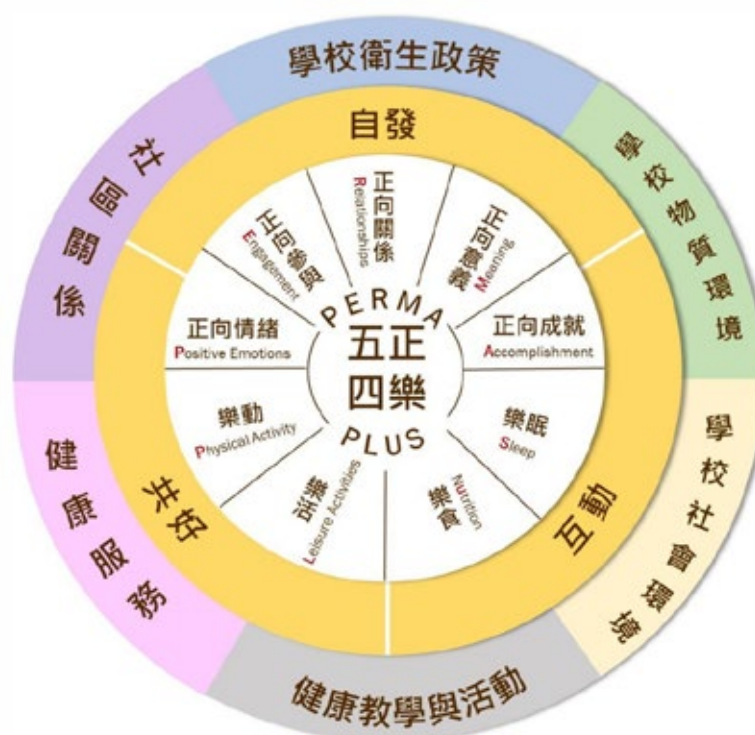 學校衛生政策
學校物質環境
學校社會環境
健康教學與活動
健康服務
社區關係
自發
互動
共好
正向情緒
Positive Emotions
正向參與
Engagement
正向關係
Relationships
正向意義
Meaning
正向成就
Accomplishment
樂眠
Sleep
樂食
Nutrition
樂活
Leisure Activities
樂動
Physical Activity
PERMA
五正
四樂
PLUS